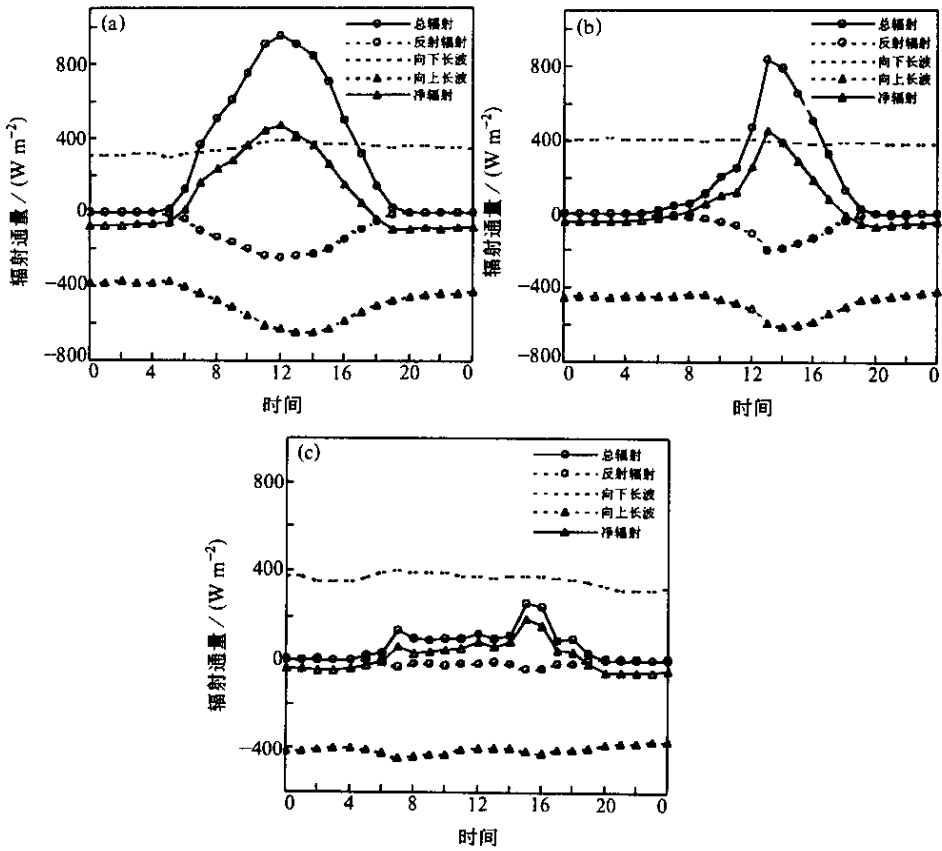 (a)
总辐射
反射辐射
向下长波
向上长波
净辐射
800
400
0
−400
−800
辐射通量 / (W m⁻²)
0 4 8 12 16 20 0
时间
(b)
总辐射
反射辐射
向下长波
向上长波
净辐射
800
400
0
−400
−800
辐射通量 / (W m⁻²)
0 4 8 12 16 20 0
时间
(c)
总辐射
反射辐射
向下长波
向上长波
净辐射
800
400
0
−400
辐射通量 / (W m⁻²)
0 4 8 12 16 20 0
时间